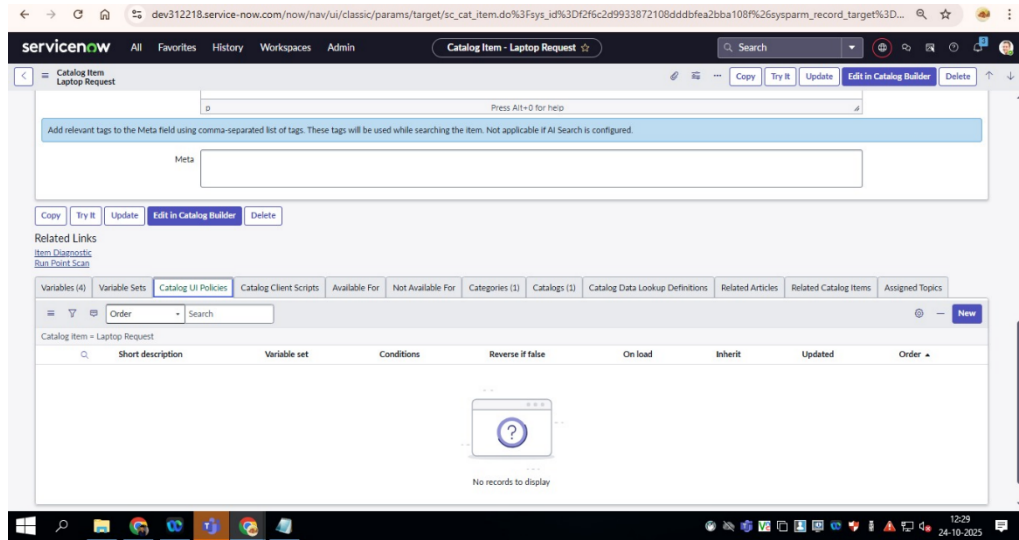 dev312218.service-now.com/now/nav/ui/classic/params/target/sc_cat_item.do%3Fsys_id%3Df2f6c2d9933872108dddbfea2bba108f%26sysparm_record_target%3D...
servicenow All Favorites History Workspaces Admin Catalog Item - Laptop Request Search
Catalog Item
Laptop Request
Copy Try It Update Edit in Catalog Builder Delete
p Press Alt+0 for help
Add relevant tags to the Meta field using comma-separated list of tags. These tags will be used while searching the item. Not applicable if AI Search is configured.
Meta
Copy Try It Update Edit in Catalog Builder Delete
Related Links
Item Diagnostic
Run Point Scan
Variables (4) Variable Sets Catalog UI Policies Catalog Client Scripts Available For Not Available For Categories (1) Catalogs (1) Catalog Data Lookup Definitions Related Articles Related Catalog Items Assigned Topics
Order Search New
Catalog item = Laptop Request
Short description Variable set Conditions Reverse if false On load Inherit Updated Order
No records to display
12:29
24-10-2025